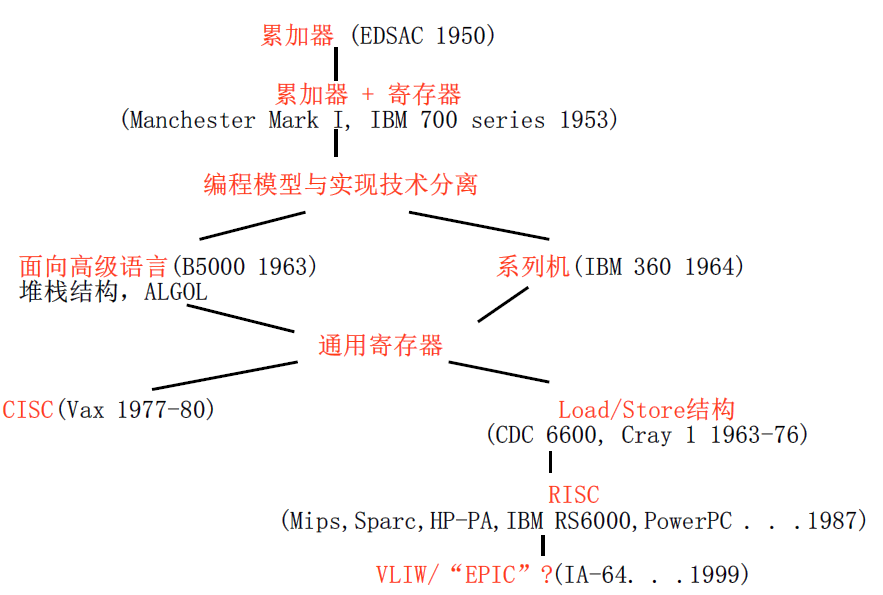 累加器 (EDSAC 1950)
累加器 + 寄存器
(Manchester Mark I, IBM 700 series 1953)
编程模型与实现技术分离
面向高级语言(B5000 1963)
堆栈结构，ALGOL
系列机(IBM 360 1964)
通用寄存器
CISC(Vax 1977-80)
Load/Store结构
(CDC 6600, Cray 1 1963-76)
RISC
(Mips,Sparc,HP-PA,IBM RS6000,PowerPC . . .1987)
VLIW/“EPIC”?(IA-64. . .1999)